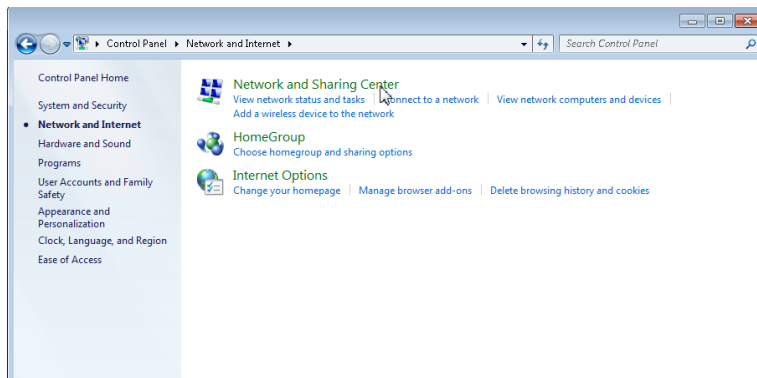 Control Panel ▸ Network and Internet ▸
Search Control Panel
Control Panel Home
System and Security
Network and Internet
Hardware and Sound
Programs
User Accounts and Family
Safety
Appearance and
Personalization
Clock, Language, and Region
Ease of Access
Network and Sharing Center
View network status and tasks | Connect to a network | View network computers and devices |
Add a wireless device to the network
HomeGroup
Choose homegroup and sharing options
Internet Options
Change your homepage | Manage browser add-ons | Delete browsing history and cookies